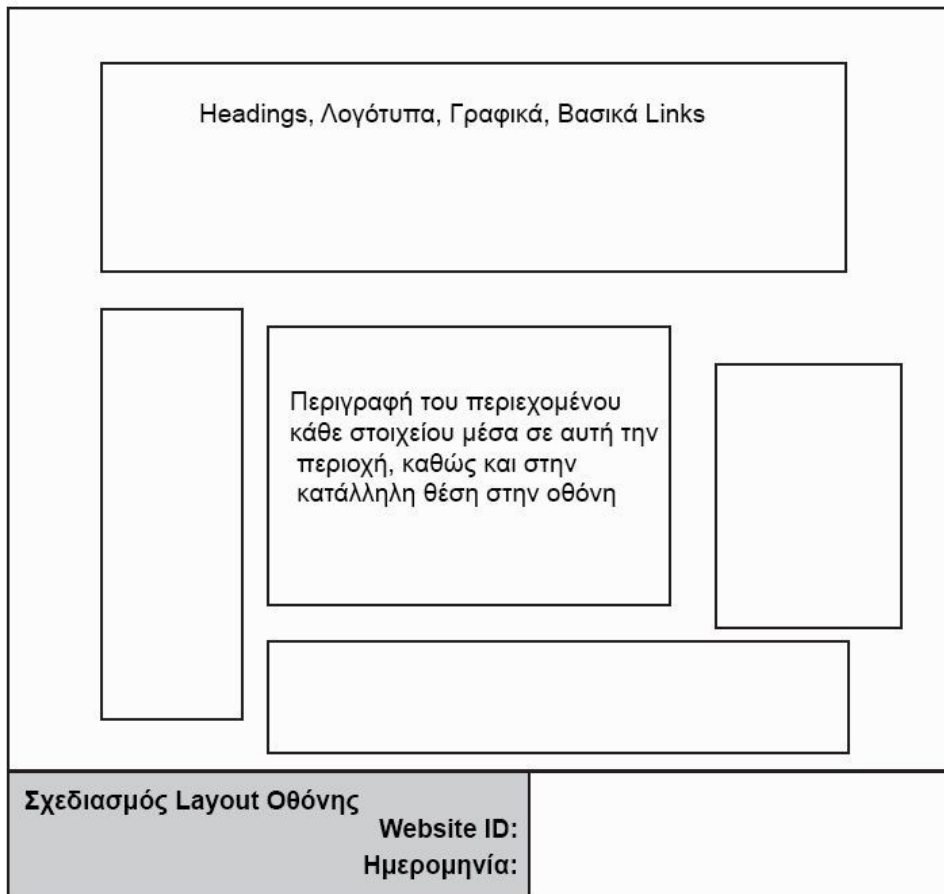 Headings, Λογότυπα, Γραφικά, Βασικά Links
Περιγραφή του περιεχομένου
κάθε στοιχείου μέσα σε αυτή την
περιοχή, καθώς και στην
κατάλληλη θέση στην οθόνη
Σχεδιασμός Layout Οθόνης
Website ID:
Ημερομηνία: